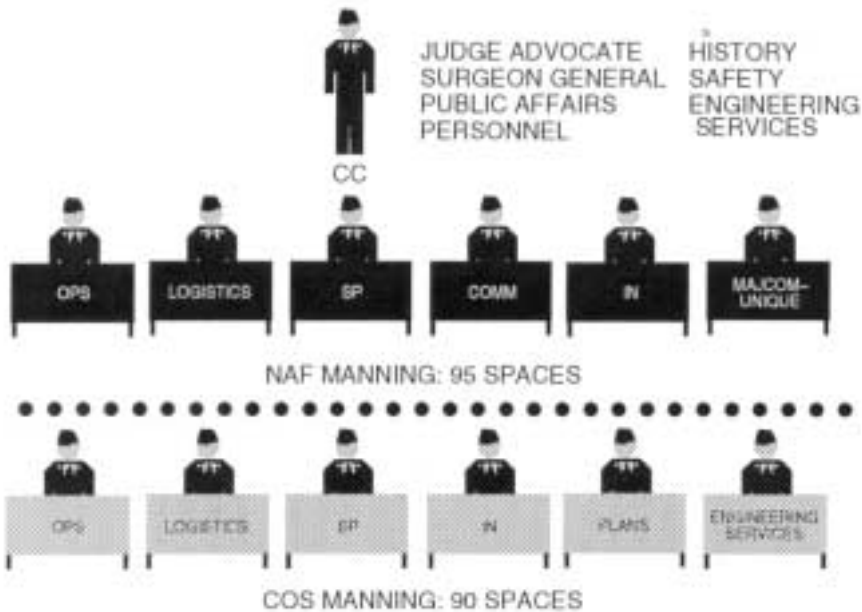 JUDGE ADVOCATE
SURGEON GENERAL
PUBLIC AFFAIRS
PERSONNEL
HISTORY
SAFETY
ENGINEERING
SERVICES
CC
OPS
LOGISTICS
SP
COMM
IN
MAJCOM-
UNIQUE
NAF MANNING: 95 SPACES
OPS
LOGISTICS
SP
IN
PLANS
ENGINEERING
SERVICES
COS MANNING: 90 SPACES